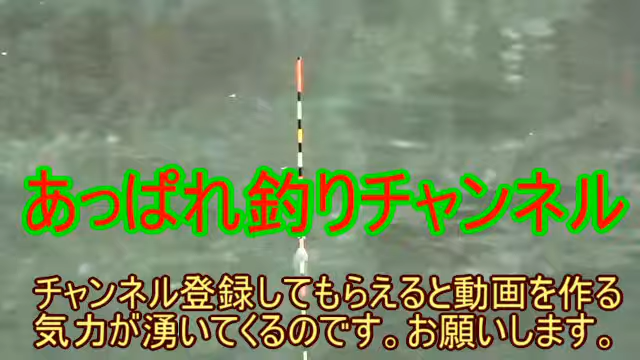 あっぱれ釣りチャンネル
チャンネル登録してもらえると動画を作る
気力が湧いてくるのです。お願いします。